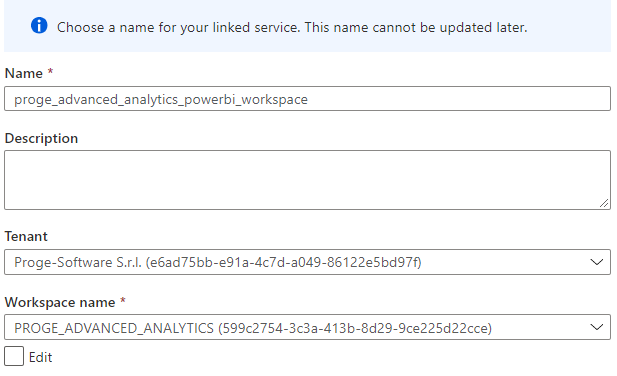 Choose a name for your linked service. This name cannot be updated later.
Name *
proge_advanced_analytics_powerbi_workspace
Description
Tenant
Proge-Software S.r.l. (e6ad75bb-e91a-4c7d-a049-86122e5bd97f)
Workspace name *
PROGE_ADVANCED_ANALYTICS (599c2754-3c3a-413b-8d29-9ce225d22cce)
Edit